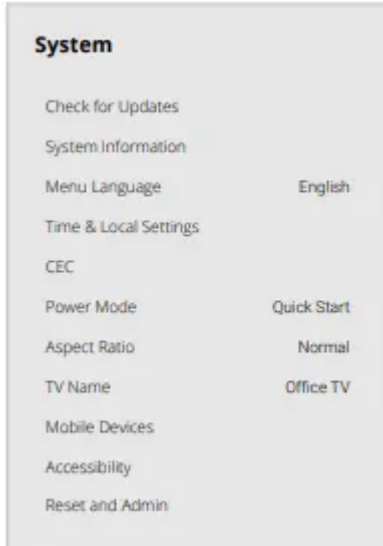 System
Check for Updates
System Information
Menu Language English
Time & Local Settings
CEC
Power Mode Quick Start
Aspect Ratio Normal
TV Name Office TV
Mobile Devices
Accessibility
Reset and Admin